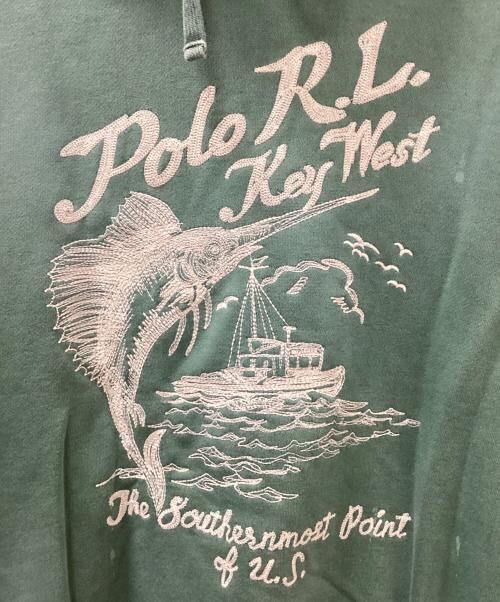 Polo R.L.
Key West
The Southernmost Point
of U.S.